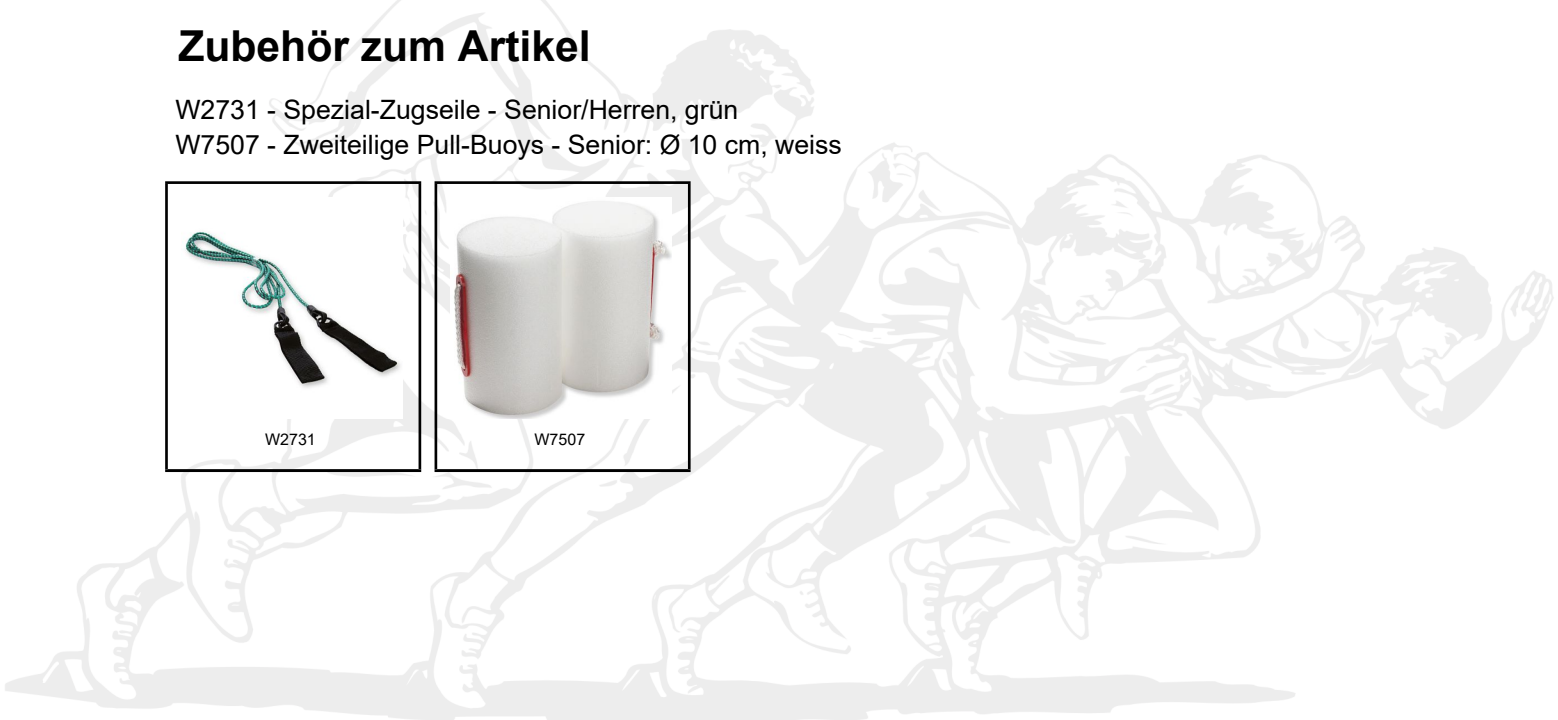 Zubehör zum Artikel
W2731 - Spezial-Zugseile - Senior/Herren, grün
W7507 - Zweiteilige Pull-Buoys - Senior: Ø 10 cm, weiss
W2731
W7507